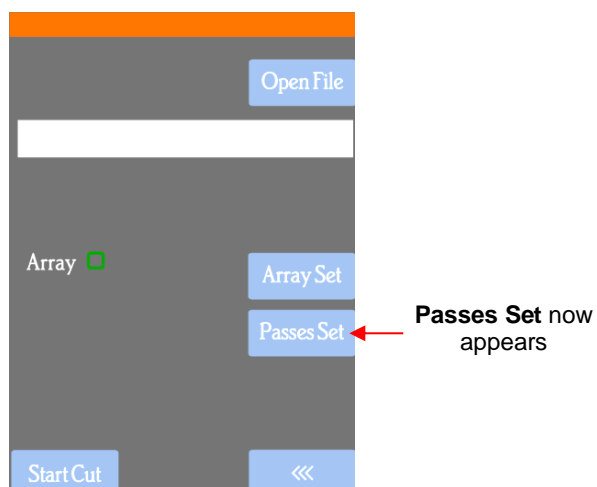 Open File
Array
Array Set
Passes Set
Passes Set now
appears
Start Cut
<<<